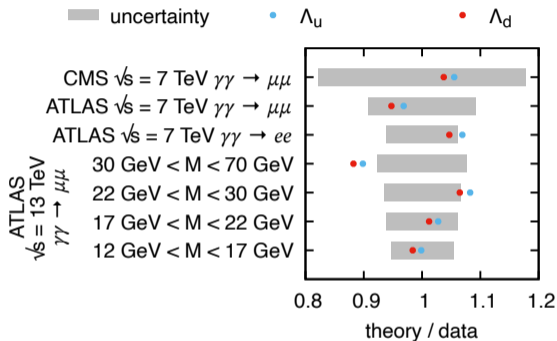 uncertainty Λu Λd
CMS √s = 7 TeV γγ → μμ
ATLAS √s = 7 TeV γγ → μμ
ATLAS √s = 7 TeV γγ → ee
ATLAS
√s = 13 TeV
γγ → μμ
30 GeV < M < 70 GeV
22 GeV < M < 30 GeV
17 GeV < M < 22 GeV
12 GeV < M < 17 GeV
0.8 0.9 1 1.1 1.2
theory / data